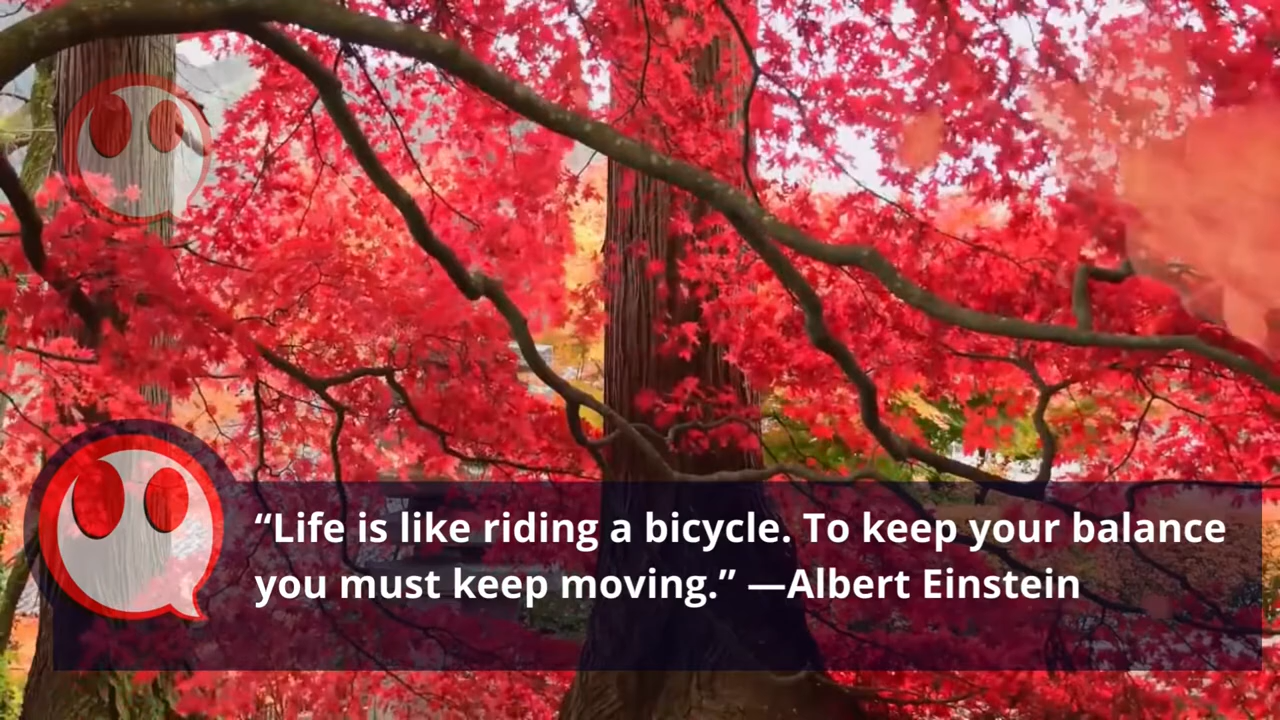 “Life is like riding a bicycle. To keep your balance
you must keep moving.” —Albert Einstein